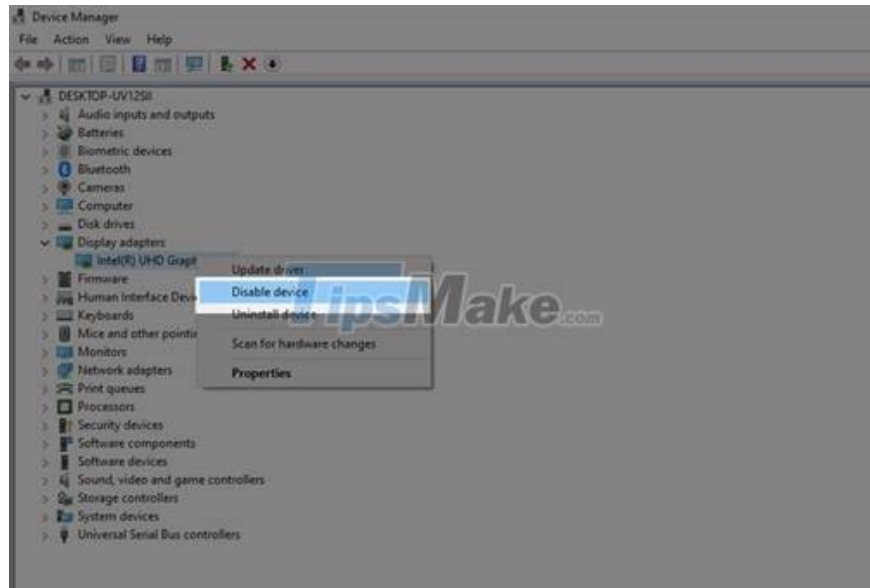 Device Manager
File Action View Help
DESKTOP-UV12SII
Audio inputs and outputs
Batteries
Biometric devices
Bluetooth
Cameras
Computer
Disk drives
Display adapters
Intel(R) UHD Graph
Firmware
Human Interface Devi
Keyboards
Mice and other pointin
Monitors
Network adapters
Print queues
Processors
Security devices
Software components
Software devices
Sound, video and game controllers
Storage controllers
System devices
Universal Serial Bus controllers
Update driver
Disable device
Uninstall device
Scan for hardware changes
Properties
TipsMake.com